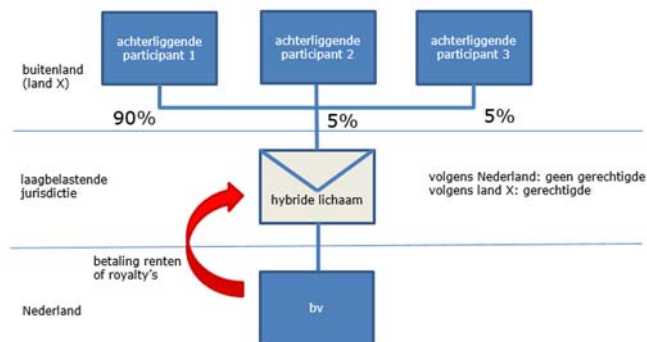 achterliggende
participant 1
achterliggende
participant 2
achterliggende
participant 3
buitenland
(land X)
90%
5%
5%
laagbelastende
jurisdictie
hybride lichaam
volgens Nederland: geen gerechtigde
volgens land X: gerechtigde
betaling renten
of royalty's
bv
Nederland